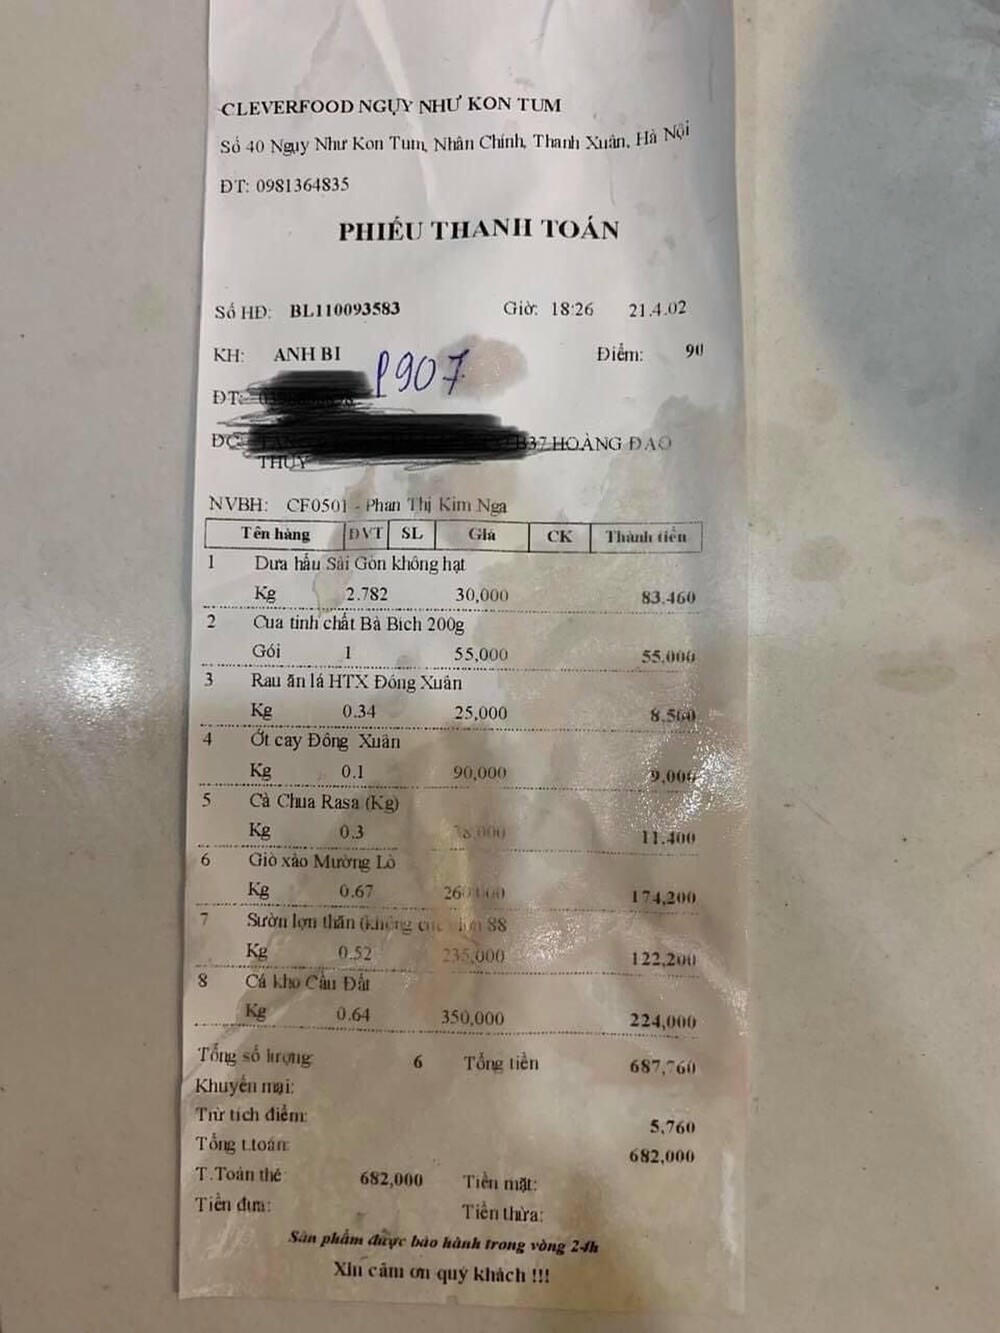 CLEVERFOOD NGỤY NHƯ KON TUM
Số 40 Ngụy Như Kon Tum, Nhân Chính, Thanh Xuân, Hà Nội
ĐT: 0981364835
PHIẾU THANH TOÁN
Số HĐ: BL110093583 Giờ: 18:26 21.4.02
KH: ANH BI Điểm: 90
P907
ĐT:
ĐC: B37 HOÀNG ĐẠO
THÚY
NVBH: CF0501 - Phan Thị Kim Nga
Tên hàng ĐVT SL Giá CK Thành tiền
1 Dưa hấu Sài Gòn không hạt
Kg 2.782 30,000 83,460
2 Cua tinh chất Bà Bich 200g
Gói 1 55,000 55,000
3 Rau ăn lá HTX Đông Xuân
Kg 0.34 25,000 8,500
4 Ớt cay Đông Xuân
Kg 0.1 90,000 9,000
5 Cà Chua Rasa (Kg)
Kg 0.3 38,000 11,400
6 Giò xào Mường Lò
Kg 0.67 260,000 174,200
7 Sườn lợn thăn (không 88
Kg 0.52 235,000 122,200
8 Cá kho Cầu Đất
Kg 0.64 350,000 224,000
Tổng số lượng: 6 Tổng tiền 687,760
Khuyến mại:
Trừ tích điểm: 5,760
Tổng t.toán: 682,000
T.Toán thẻ 682,000 Tiền mặt:
Tiền đưa: Tiền thừa:
Sản phẩm được bảo hành trong vòng 24h
Xin cảm ơn quý khách !!!